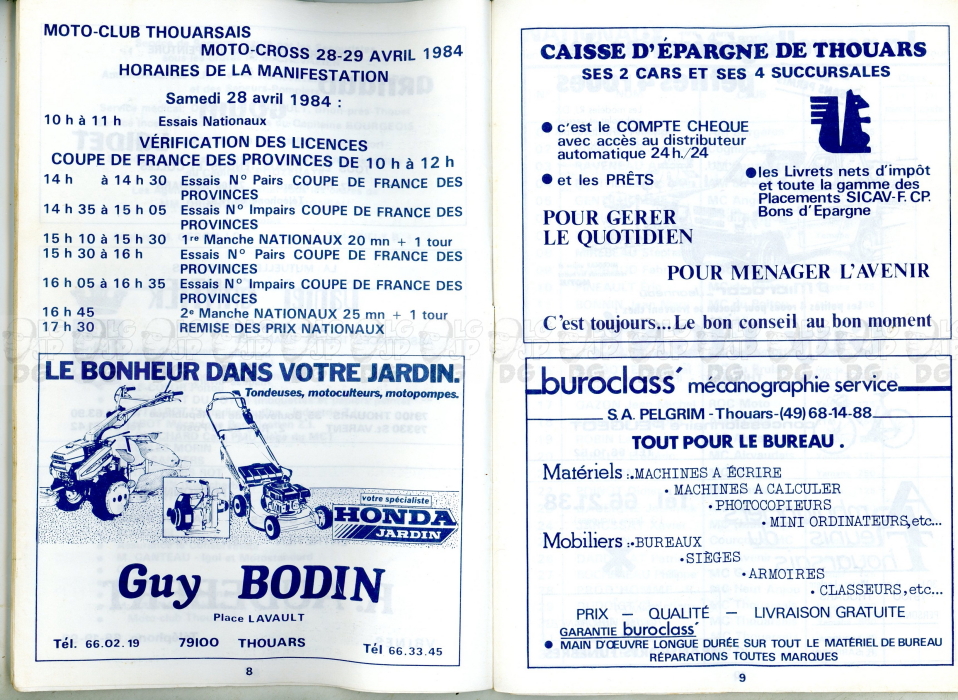 MOTO-CLUB THOUARSAIS
MOTO-CROSS 28-29 AVRIL 1984
HORAIRES DE LA MANIFESTATION
Samedi 28 avril 1984 :
10 h à 11 h Essais Nationaux
VÉRIFICATION DES LICENCES
COUPE DE FRANCE DES PROVINCES DE 10 h à 12 h
14 h à 14 h 30 Essais N° Pairs COUPE DE FRANCE DES
PROVINCES
14 h 35 à 15 h 05 Essais N° Impairs COUPE DE FRANCE DES
PROVINCES
15 h 10 à 15 h 30 1re Manche NATIONAUX 20 mn + 1 tour
15 h 30 à 16 h Essais N° Pairs COUPE DE FRANCE DES
PROVINCES
16 h 05 à 16 h 35 Essais N° Impairs COUPE DE FRANCE DES
PROVINCES
16 h 45 2e Manche NATIONAUX 25 mn + 1 tour
17 h 30 REMISE DES PRIX NATIONAUX
LE BONHEUR DANS VOTRE JARDIN.
Tondeuses, motoculteurs, motopompes.
votre spécialiste
HONDA
JARDIN
Guy BODIN
Place LAVAULT
Tél. 66.02.19 79100 THOUARS Tél 66.33.45
8
CAISSE D'ÉPARGNE DE THOUARS
SES 2 CARS ET SES 4 SUCCURSALES
● c'est le COMPTE CHEQUE
avec accès au distributeur
automatique 24 h./24
● et les PRÊTS
● les Livrets nets d'impôt
et toute la gamme des
Placements SICAV-F. CP.
Bons d'Epargne
POUR GERER
LE QUOTIDIEN
POUR MENAGER L'AVENIR
C'est toujours... Le bon conseil au bon moment
buroclass' mécanographie service
S.A. PELGRIM - Thouars-(49) 68-14-88
TOUT POUR LE BUREAU .
Matériels :. MACHINES A ÉCRIRE
• MACHINES A CALCULER
• PHOTOCOPIEURS
• MINI ORDINATEURS, etc...
Mobiliers :• BUREAUX
• SIÈGES
• ARMOIRES
• CLASSEURS, etc...
PRIX — QUALITÉ — LIVRAISON GRATUITE
GARANTIE buroclass'
● MAIN D'ŒUVRE LONGUE DURÉE SUR TOUT LE MATÉRIEL DE BUREAU
RÉPARATIONS TOUTES MARQUES
9